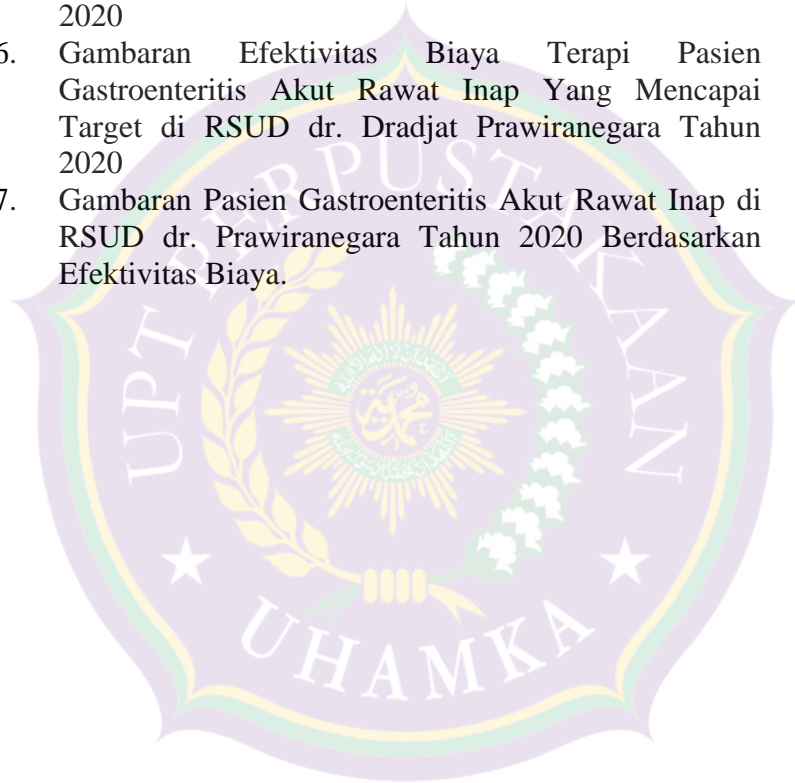 2020
6. Gambaran Efektivitas Biaya Terapi Pasien
Gastroenteritis Akut Rawat Inap Yang Mencapai
Target di RSUD dr. Dradjat Prawiranegara Tahun
2020
7. Gambaran Pasien Gastroenteritis Akut Rawat Inap di
RSUD dr. Prawiranegara Tahun 2020 Berdasarkan
Efektivitas Biaya.
UPT PERPUSTAKAAN
UHAMKA